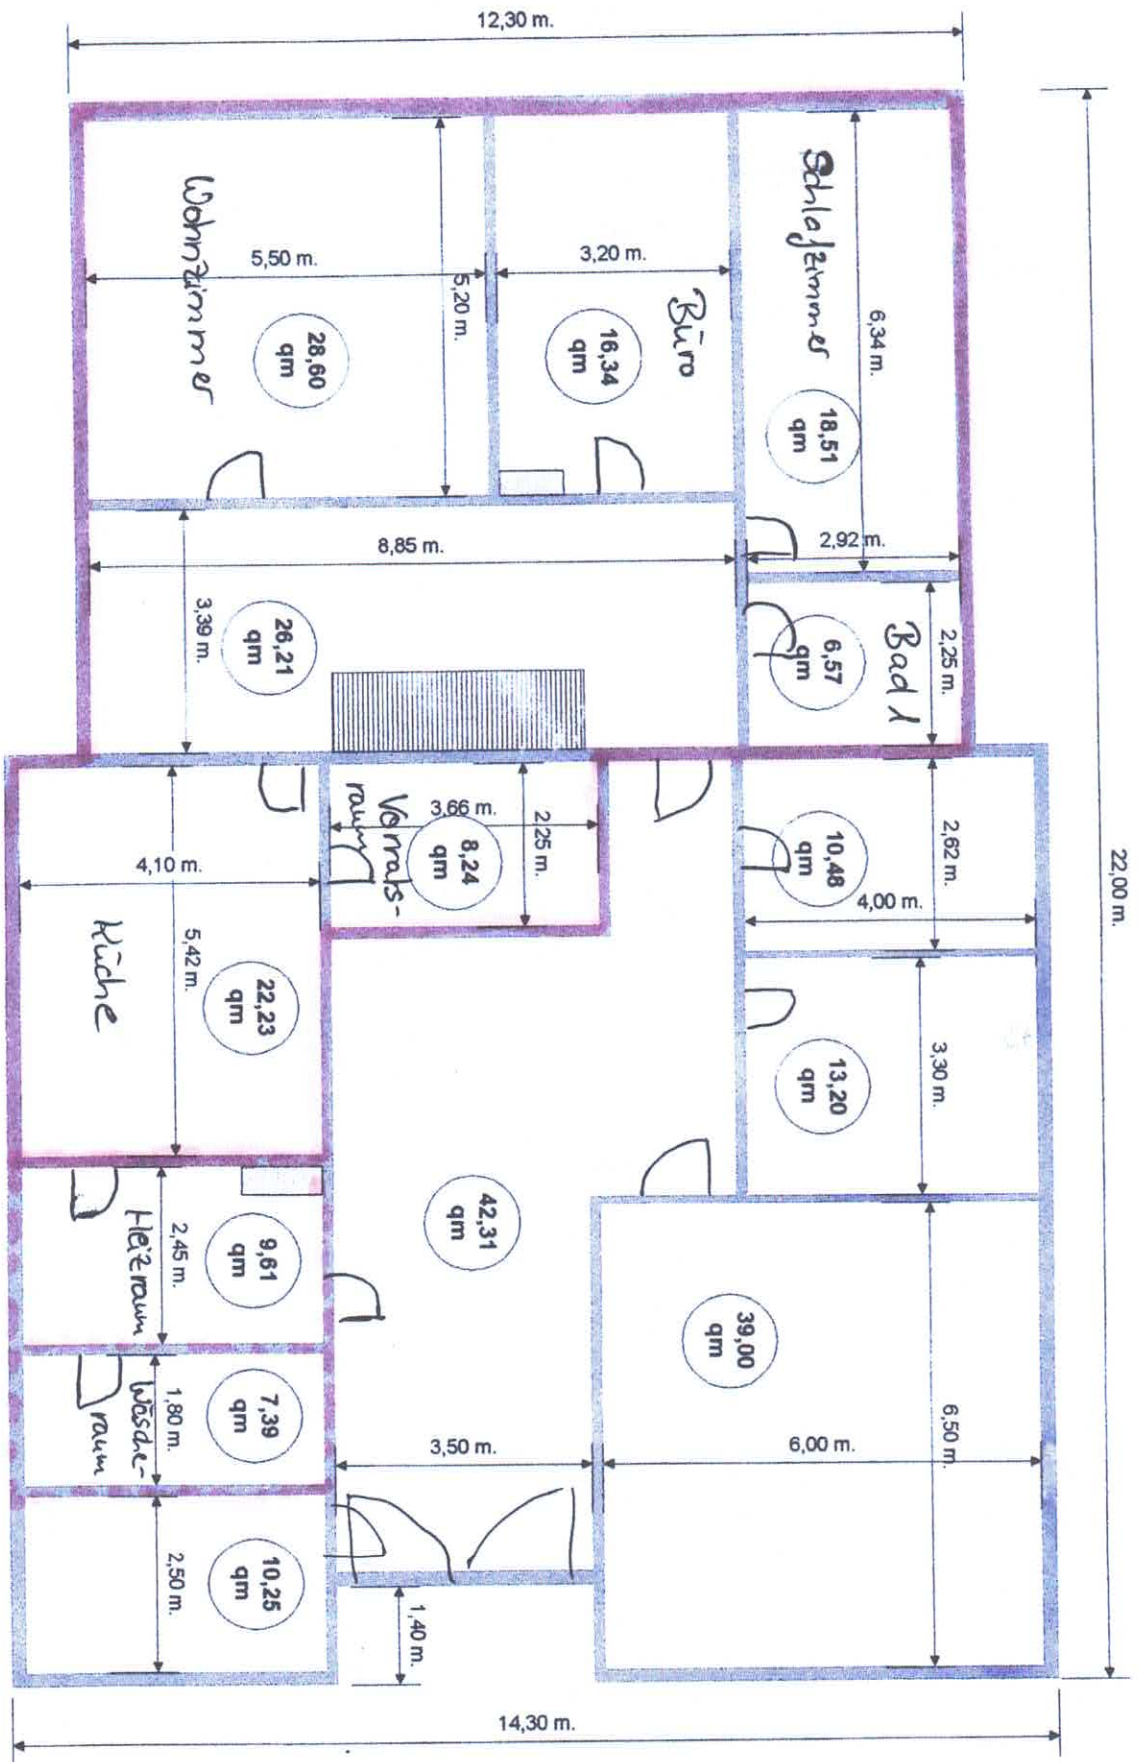 12,30 m.
22,00 m.
Schlafzimmer
6,34 m.
18,51
qm
2,92 m.
Büro
3,20 m.
16,34
qm
5,20 m.
5,50 m.
Wohnzimmer
28,60
qm
8,85 m.
3,39 m.
26,21
qm
Bad 1
2,25 m.
6,57
qm
2,62 m.
10,48
qm
4,00 m.
2,25 m.
3,66 m.
Vorrats-
raum
8,24
qm
4,10 m.
5,42 m.
Küche
22,23
qm
3,30 m.
13,20
qm
42,31
qm
9,61
qm
2,45 m.
Heizraum
39,00
qm
6,50 m.
6,00 m.
3,50 m.
7,39
qm
1,80 m.
Wäsche-
raum
10,25
qm
2,50 m.
1,40 m.
14,30 m.